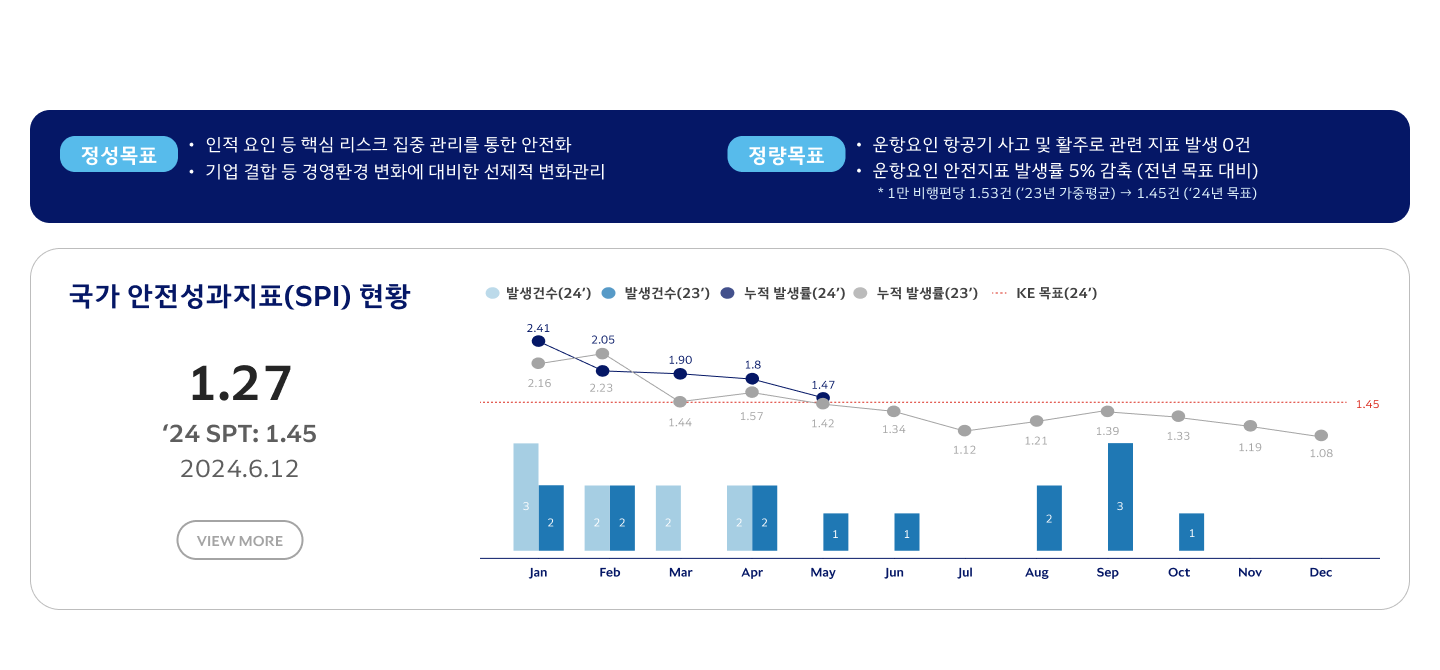 정성목표
• 인적 요인 등 핵심 리스크 집중 관리를 통한 안전화
• 기업 결합 등 경영환경 변화에 대비한 선제적 변화관리
정량목표
• 운항요인 항공기 사고 및 활주로 관련 지표 발생 0건
• 운항요인 안전지표 발생률 5% 감축 (전년 목표 대비)
* 1만 비행편당 1.53건 (’23년 가중평균) → 1.45건 (’24년 목표)
국가 안전성과지표(SPI) 현황
1.27
‘24 SPT: 1.45
2024.6.12
VIEW MORE
발생건수(24’) 발생건수(23’) 누적 발생률(24’) 누적 발생률(23’) KE 목표(24’)
2.41 2.05 1.90 1.8 1.47
2.16 2.23 1.44 1.57 1.42 1.34 1.12 1.21 1.39 1.33 1.19 1.08
1.45
3 2 2 2 2 2 2 1 1 2 3 1
Jan Feb Mar Apr May Jun Jul Aug Sep Oct Nov Dec